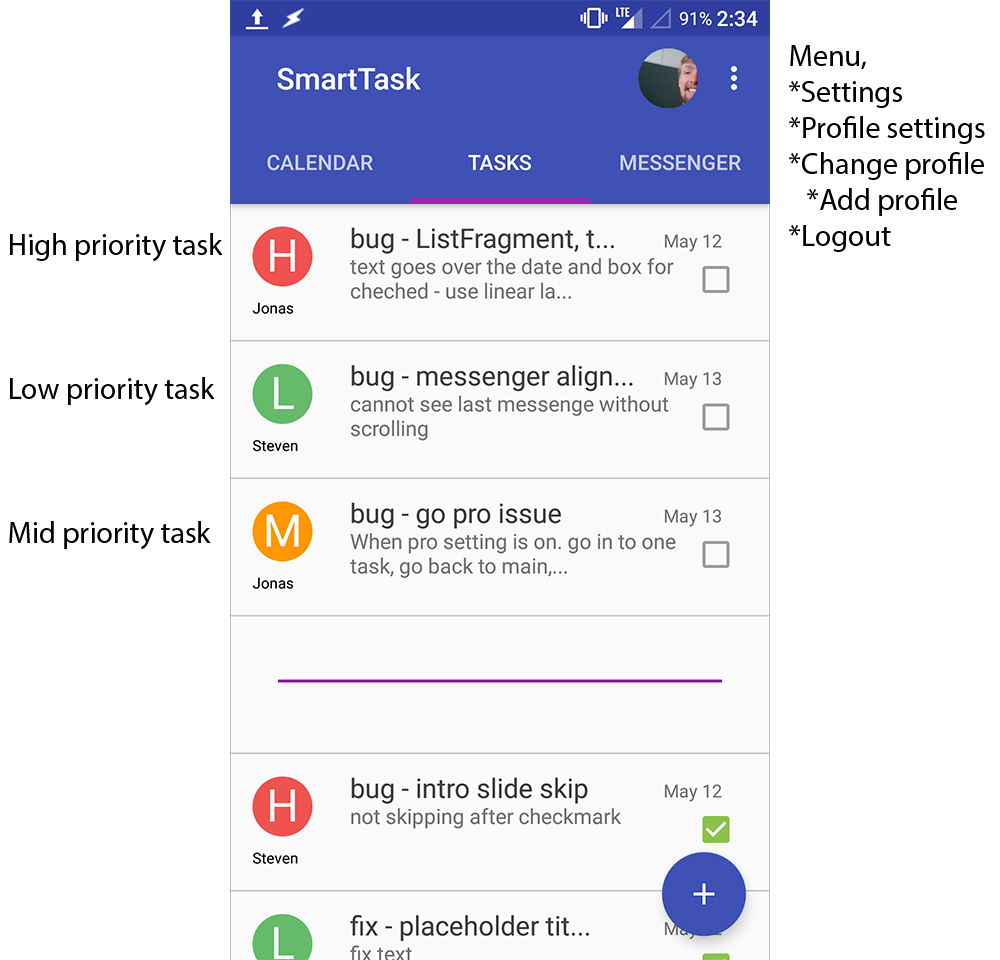 LTE 91% 2:34
SmartTask
CALENDAR TASKS MESSENGER
Menu,
*Settings
*Profile settings
*Change profile
*Add profile
*Logout
High priority task
H
Jonas
bug - ListFragment, t...
May 12
text goes over the date and box for
cheched - use linear la...
Low priority task
L
Steven
bug - messenger align...
May 13
cannot see last messenge without
scrolling
Mid priority task
M
Jonas
bug - go pro issue
May 13
When pro setting is on. go in to one
task, go back to main,...
H
Steven
bug - intro slide skip
May 12
not skipping after checkmark
+
L
fix - placeholder tit...
fix text